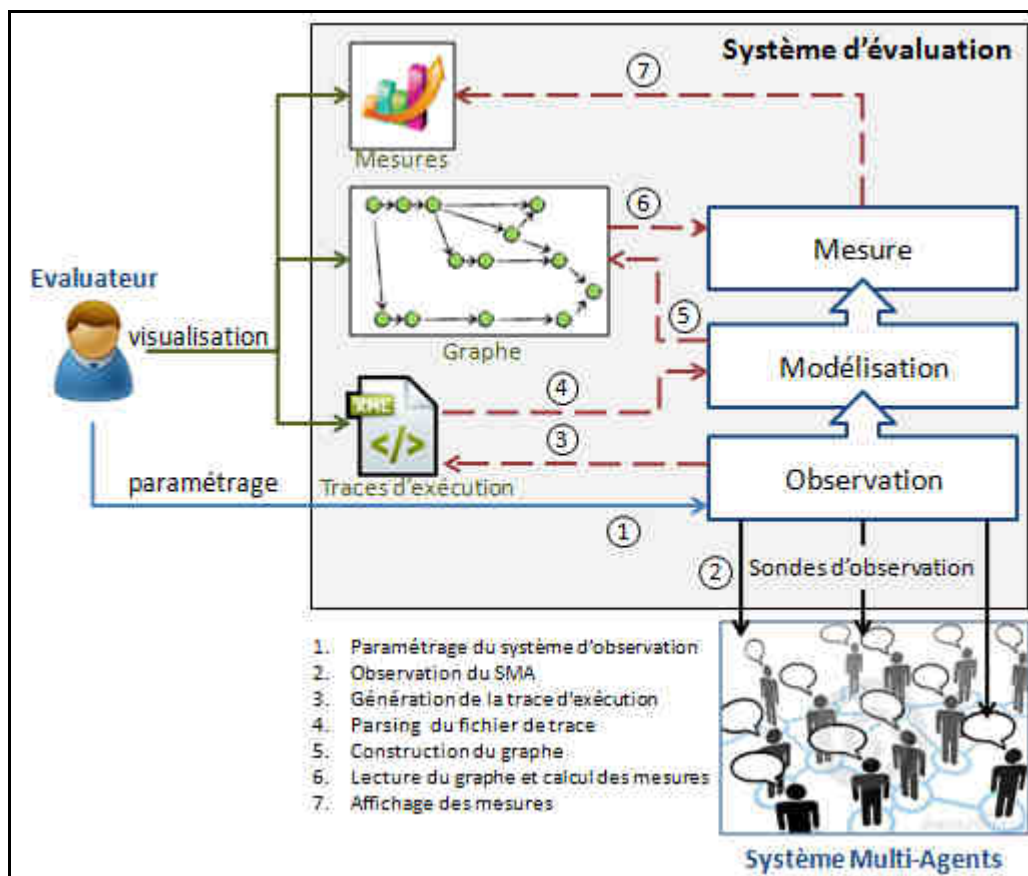 Système d'évaluation
7
Mesures
6
Mesure
Evaluateur
visualisation
5
Graphe
Modélisation
4
XML
</>
3
Traces d'exécution
Observation
paramétrage
1
2
Sondes d'observation
1. Paramétrage du système d'observation
2. Observation du SMA
3. Génération de la trace d'exécution
4. Parsing du fichier de trace
5. Construction du graphe
6. Lecture du graphe et calcul des mesures
7. Affichage des mesures
Système Multi-Agents